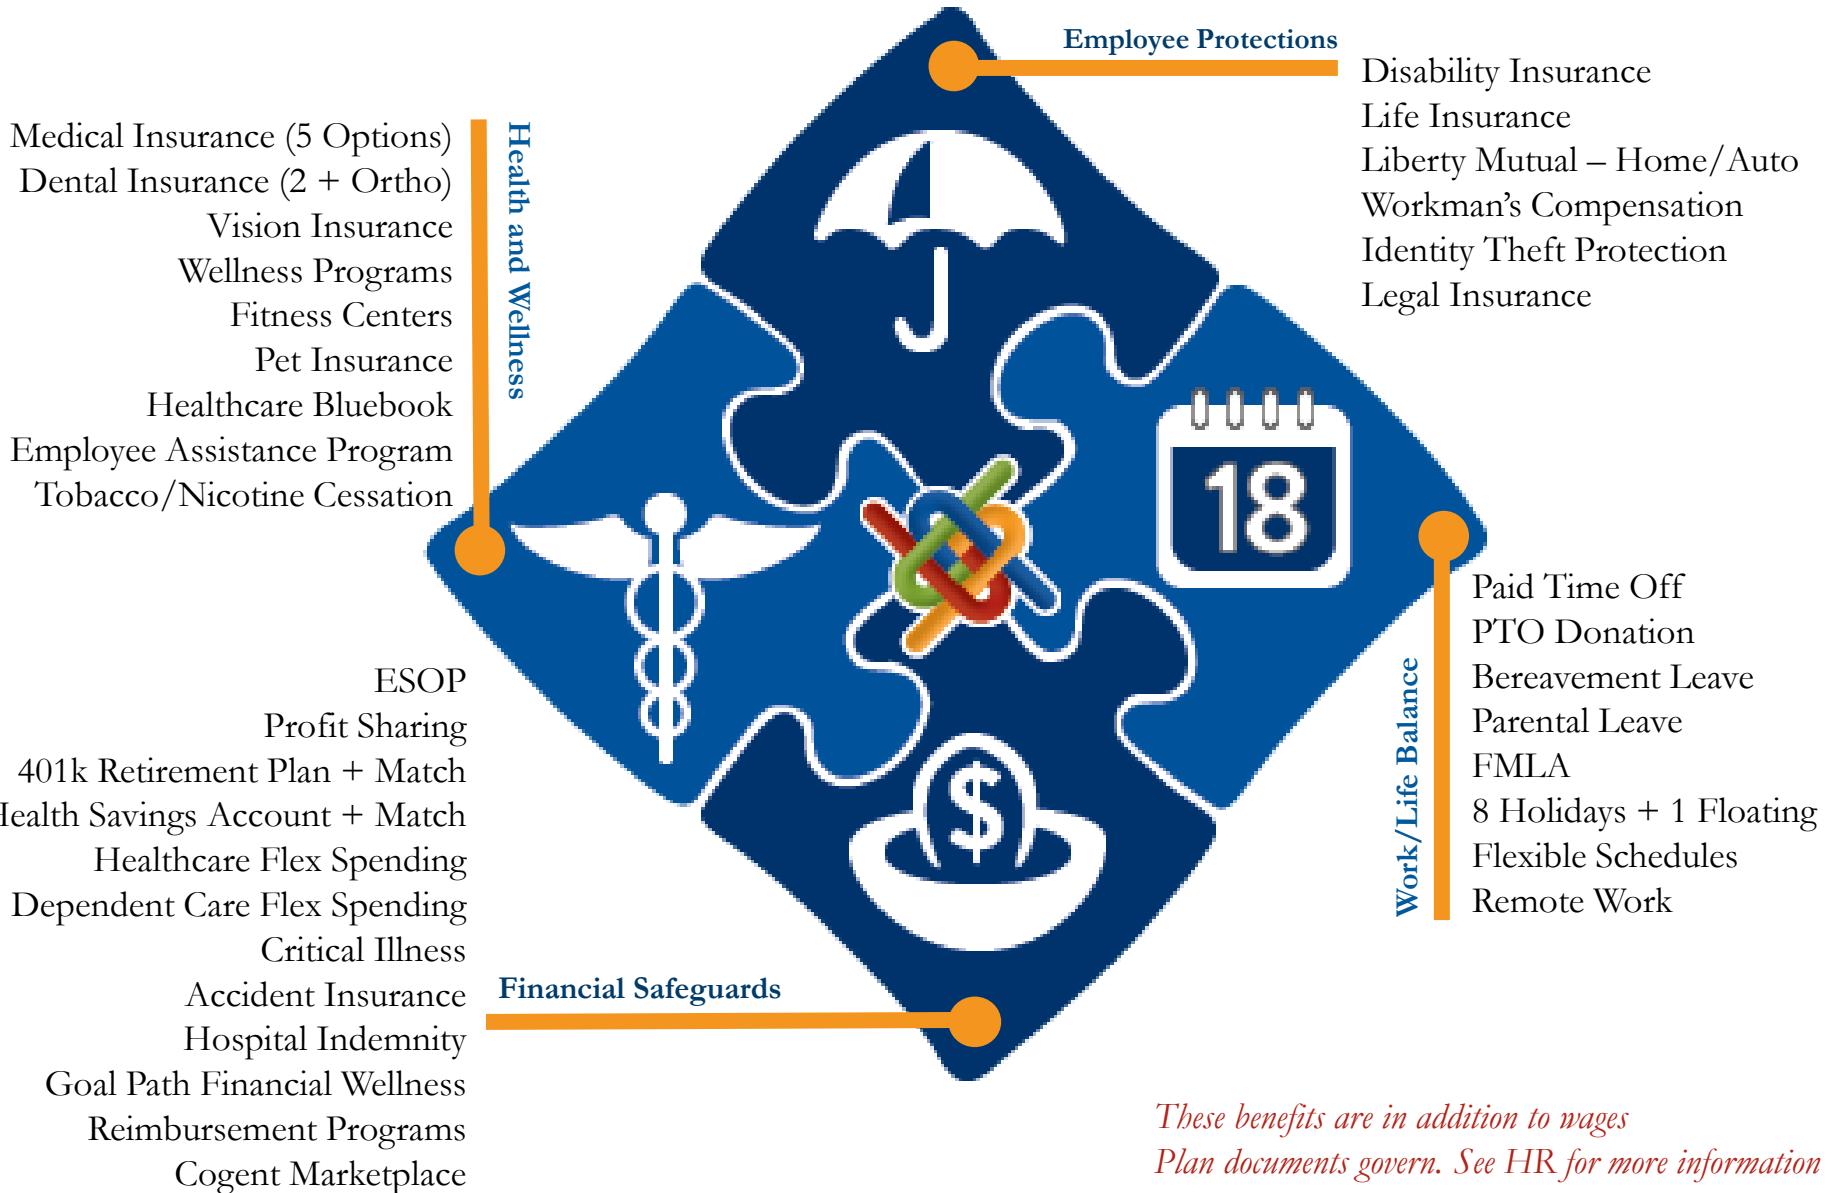 Employee Protections
Disability Insurance
Life Insurance
Liberty Mutual – Home/Auto
Workman’s Compensation
Identity Theft Protection
Legal Insurance
Health and Wellness
Medical Insurance (5 Options)
Dental Insurance (2 + Ortho)
Vision Insurance
Wellness Programs
Fitness Centers
Pet Insurance
Healthcare Bluebook
Employee Assistance Program
Tobacco/Nicotine Cessation
18
Work/Life Balance
Paid Time Off
PTO Donation
Bereavement Leave
Parental Leave
FMLA
8 Holidays + 1 Floating
Flexible Schedules
Remote Work
$
Financial Safeguards
ESOP
Profit Sharing
401k Retirement Plan + Match
Health Savings Account + Match
Healthcare Flex Spending
Dependent Care Flex Spending
Critical Illness
Accident Insurance
Hospital Indemnity
Goal Path Financial Wellness
Reimbursement Programs
Cogent Marketplace
These benefits are in addition to wages
Plan documents govern. See HR for more information